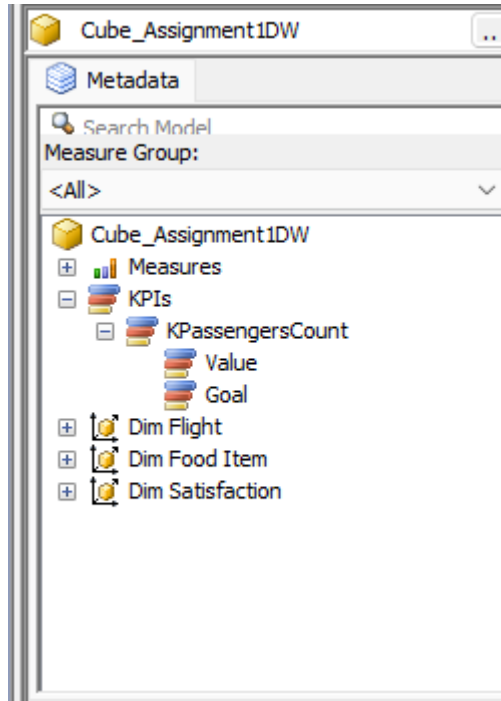 Cube_Assignment1DW
..
Metadata
Search Model
Measure Group:
<All>
Cube_Assignment1DW
Measures
KPIs
KPassengersCount
Value
Goal
Dim Flight
Dim Food Item
Dim Satisfaction